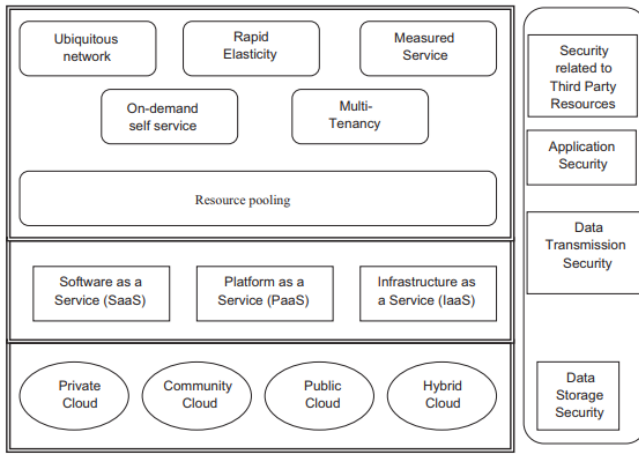 Ubiquitous
network
Rapid
Elasticity
Measured
Service
On-demand
self service
Multi-
Tenancy
Resource pooling
Software as a
Service (SaaS)
Platform as a
Service (PaaS)
Infrastructure as
a Service (IaaS)
Private
Cloud
Community
Cloud
Public
Cloud
Hybrid
Cloud
Security
related to
Third Party
Resources
Application
Security
Data
Transmission
Security
Data
Storage
Security